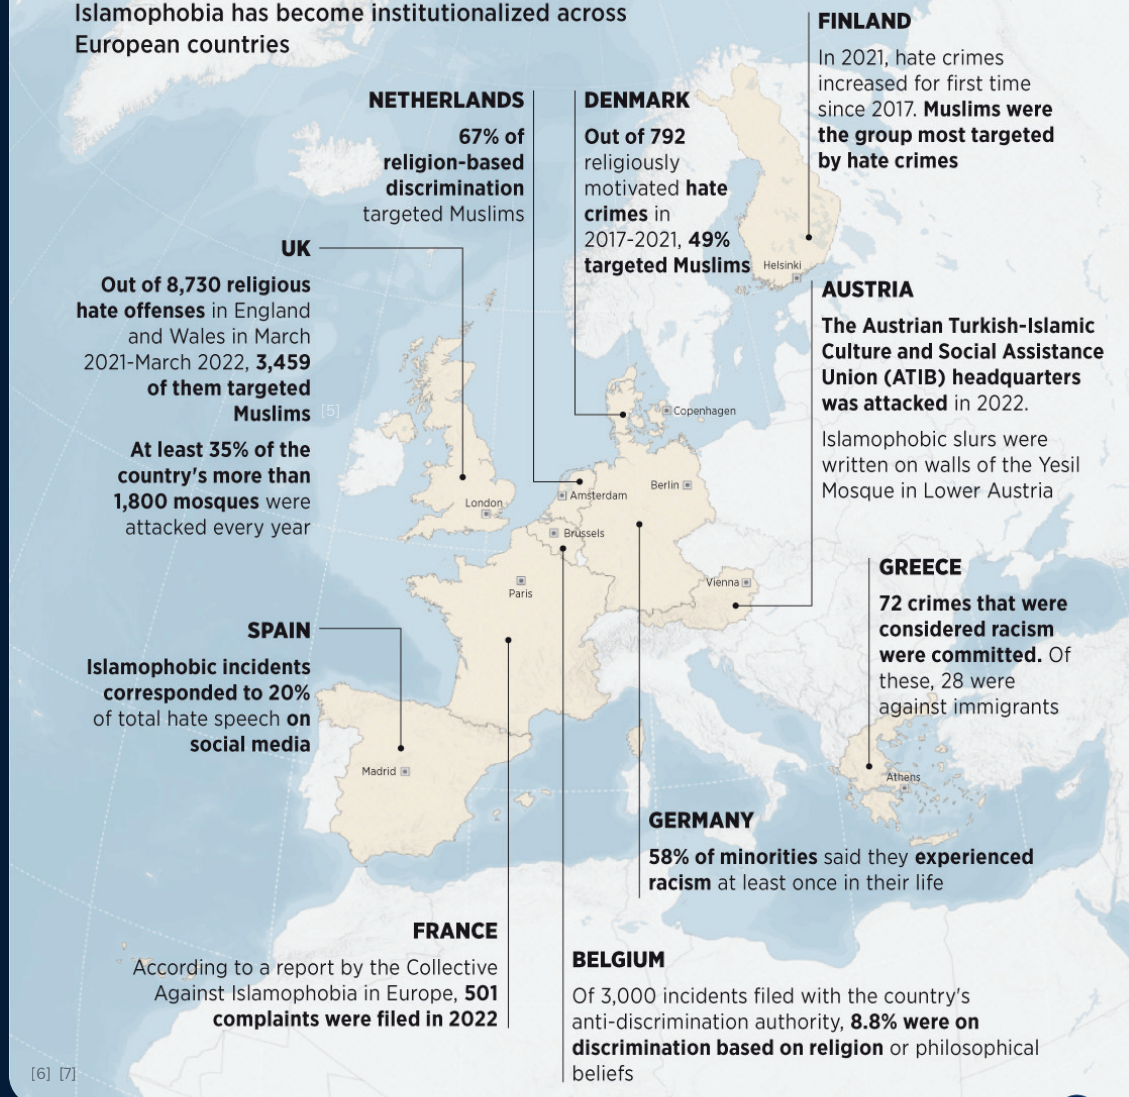 Islamophobia has become institutionalized across
European countries
FINLAND
In 2021, hate crimes
increased for first time
since 2017. Muslims were
the group most targeted
by hate crimes
NETHERLANDS
67% of
religion-based
discrimination
targeted Muslims
DENMARK
Out of 792
religiously
motivated hate
crimes in
2017-2021, 49%
targeted Muslims
UK
Out of 8,730 religious
hate offenses in England
and Wales in March
2021-March 2022, 3,459
of them targeted
Muslims [5]
At least 35% of the
country's more than
1,800 mosques were
attacked every year
AUSTRIA
The Austrian Turkish-Islamic
Culture and Social Assistance
Union (ATIB) headquarters
was attacked in 2022.
Islamophobic slurs were
written on walls of the Yesil
Mosque in Lower Austria
Helsinki
Copenhagen
Berlin
Amsterdam
London
Brussels
Paris
Vienna
Madrid
Athens
GREECE
72 crimes that were
considered racism
were committed. Of
these, 28 were
against immigrants
SPAIN
Islamophobic incidents
corresponded to 20%
of total hate speech on
social media
GERMANY
58% of minorities said they experienced
racism at least once in their life
FRANCE
According to a report by the Collective
Against Islamophobia in Europe, 501
complaints were filed in 2022
BELGIUM
Of 3,000 incidents filed with the country's
anti-discrimination authority, 8.8% were on
discrimination based on religion or philosophical
beliefs
[6] [7]